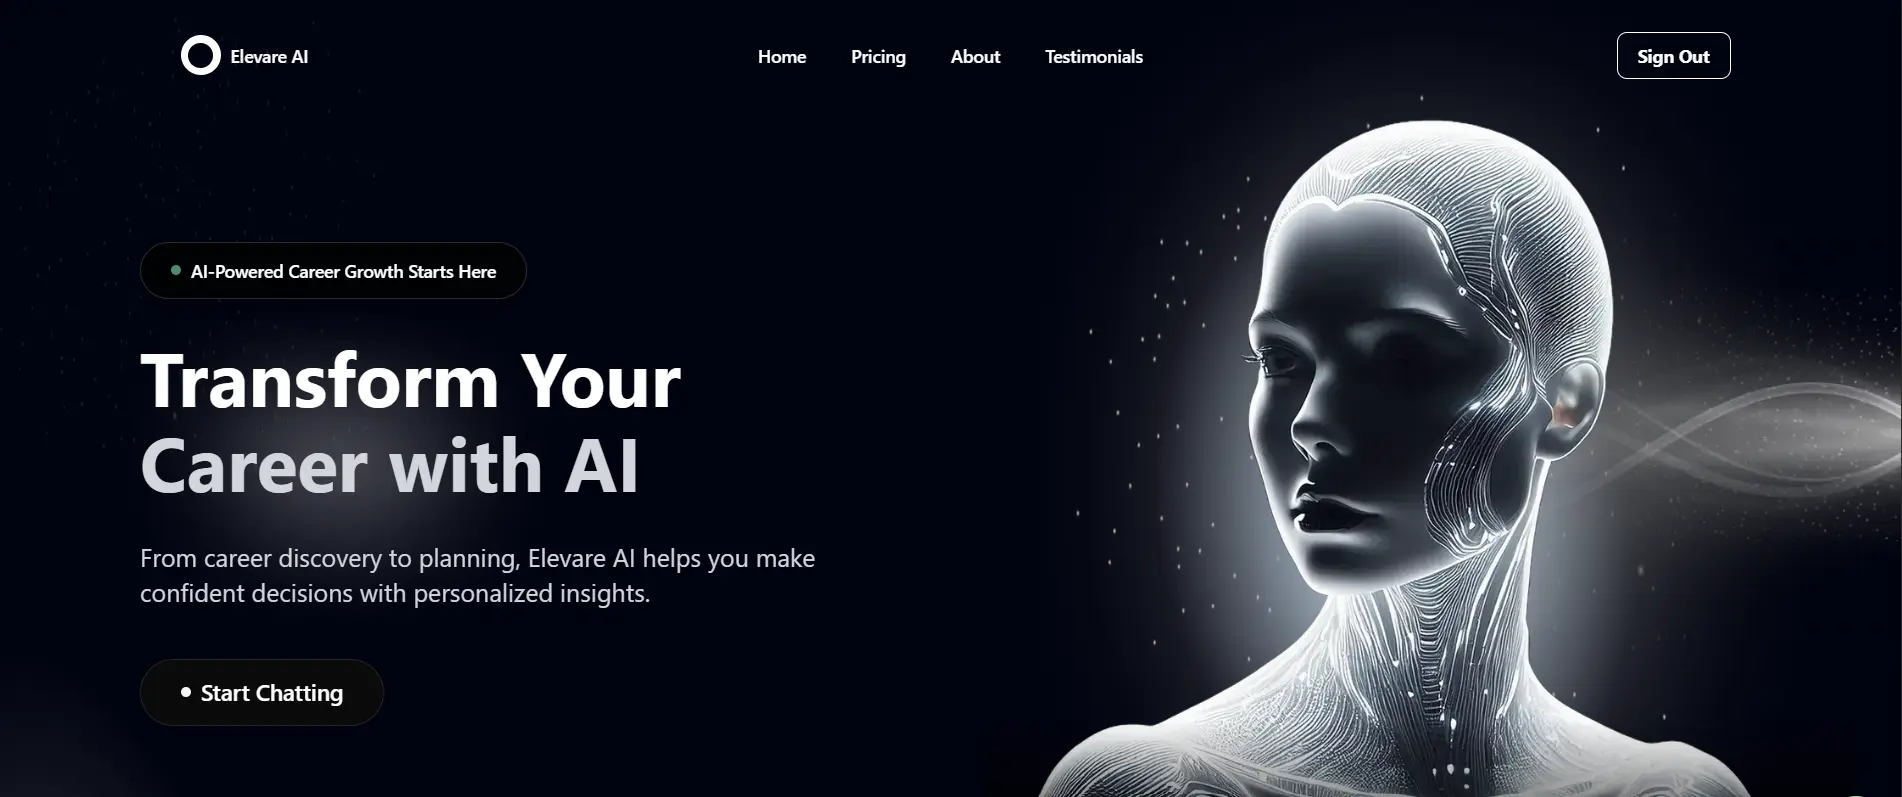 Elevare AI
Home
Pricing
About
Testimonials
Sign Out
AI-Powered Career Growth Starts Here
Transform Your
Career with AI
From career discovery to planning, Elevare AI helps you make
confident decisions with personalized insights.
Start Chatting